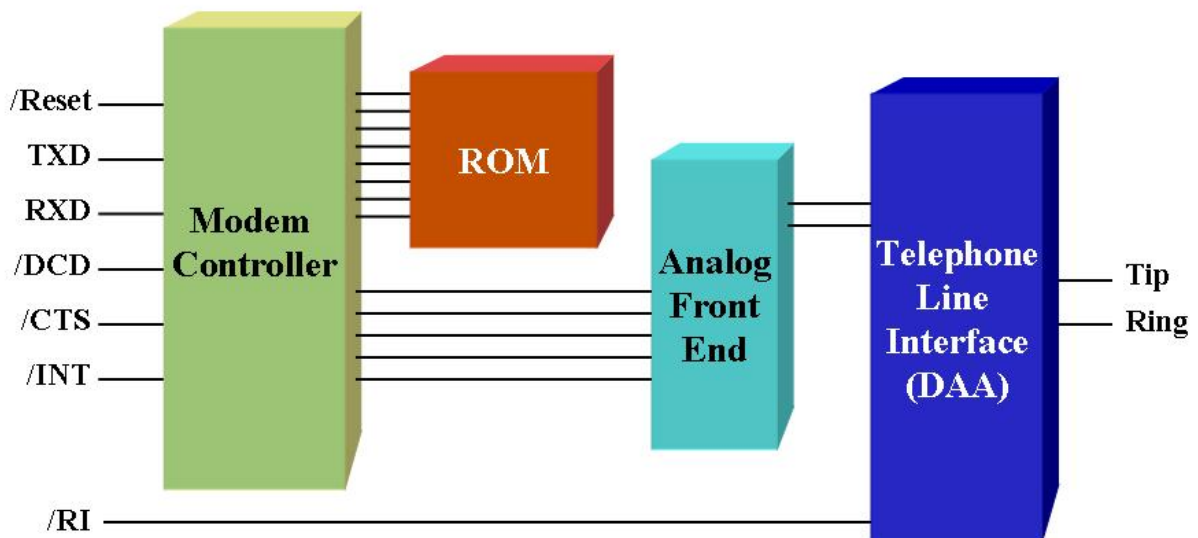 /Reset
TXD
RXD
/DCD
/CTS
/INT
/RI
Modem
Controller
ROM
Analog
Front
End
Telephone
Line
Interface
(DAA)
Tip
Ring